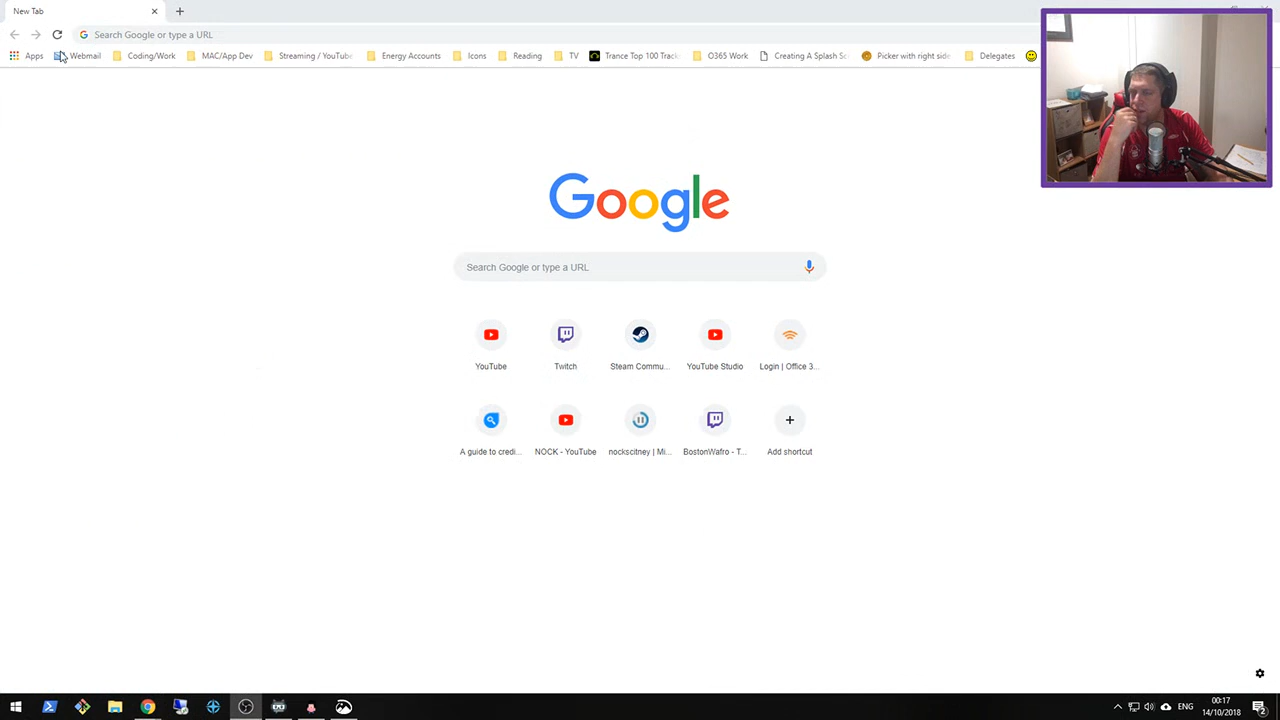 New Tab
Search Google or type a URL
Apps Webmail Coding/Work MAC/App Dev Streaming / YouTube Energy Accounts Icons Reading TV Trance Top 100 Track O365 Work Creating A Splash Sc Picker with right side Delegates
Google
Search Google or type a URL
YouTube Twitch Steam Commu... YouTube Studio Login | Office 3...
A guide to credi... NOCK - YouTube nockscitney | Mi... BostonWafro - T... Add shortcut
ENG 00:17
14/10/2018 2